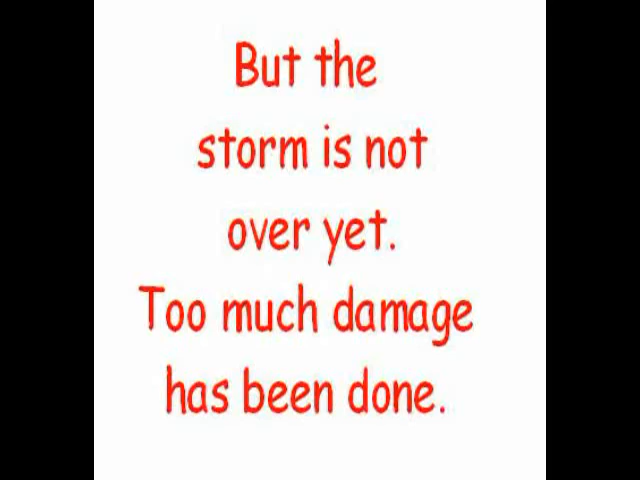 But the
storm is not
over yet.
Too much damage
has been done.